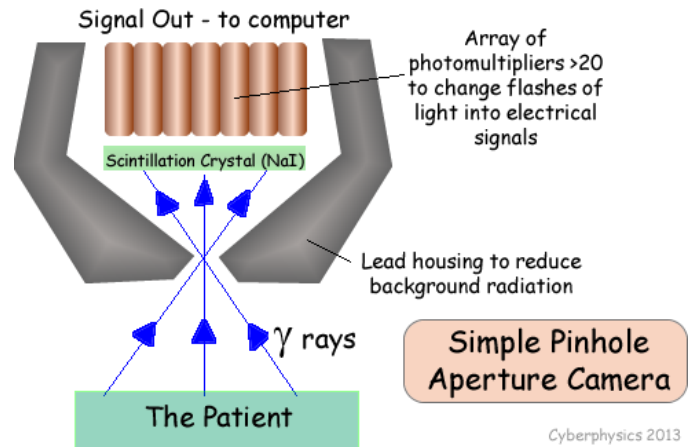 Signal Out - to computer
Array of
photomultipliers >20
to change flashes of
light into electrical
signals
Scintillation Crystal (NaI)
Lead housing to reduce
background radiation
γ rays
Simple Pinhole
Aperture Camera
The Patient
Cyberphysics 2013